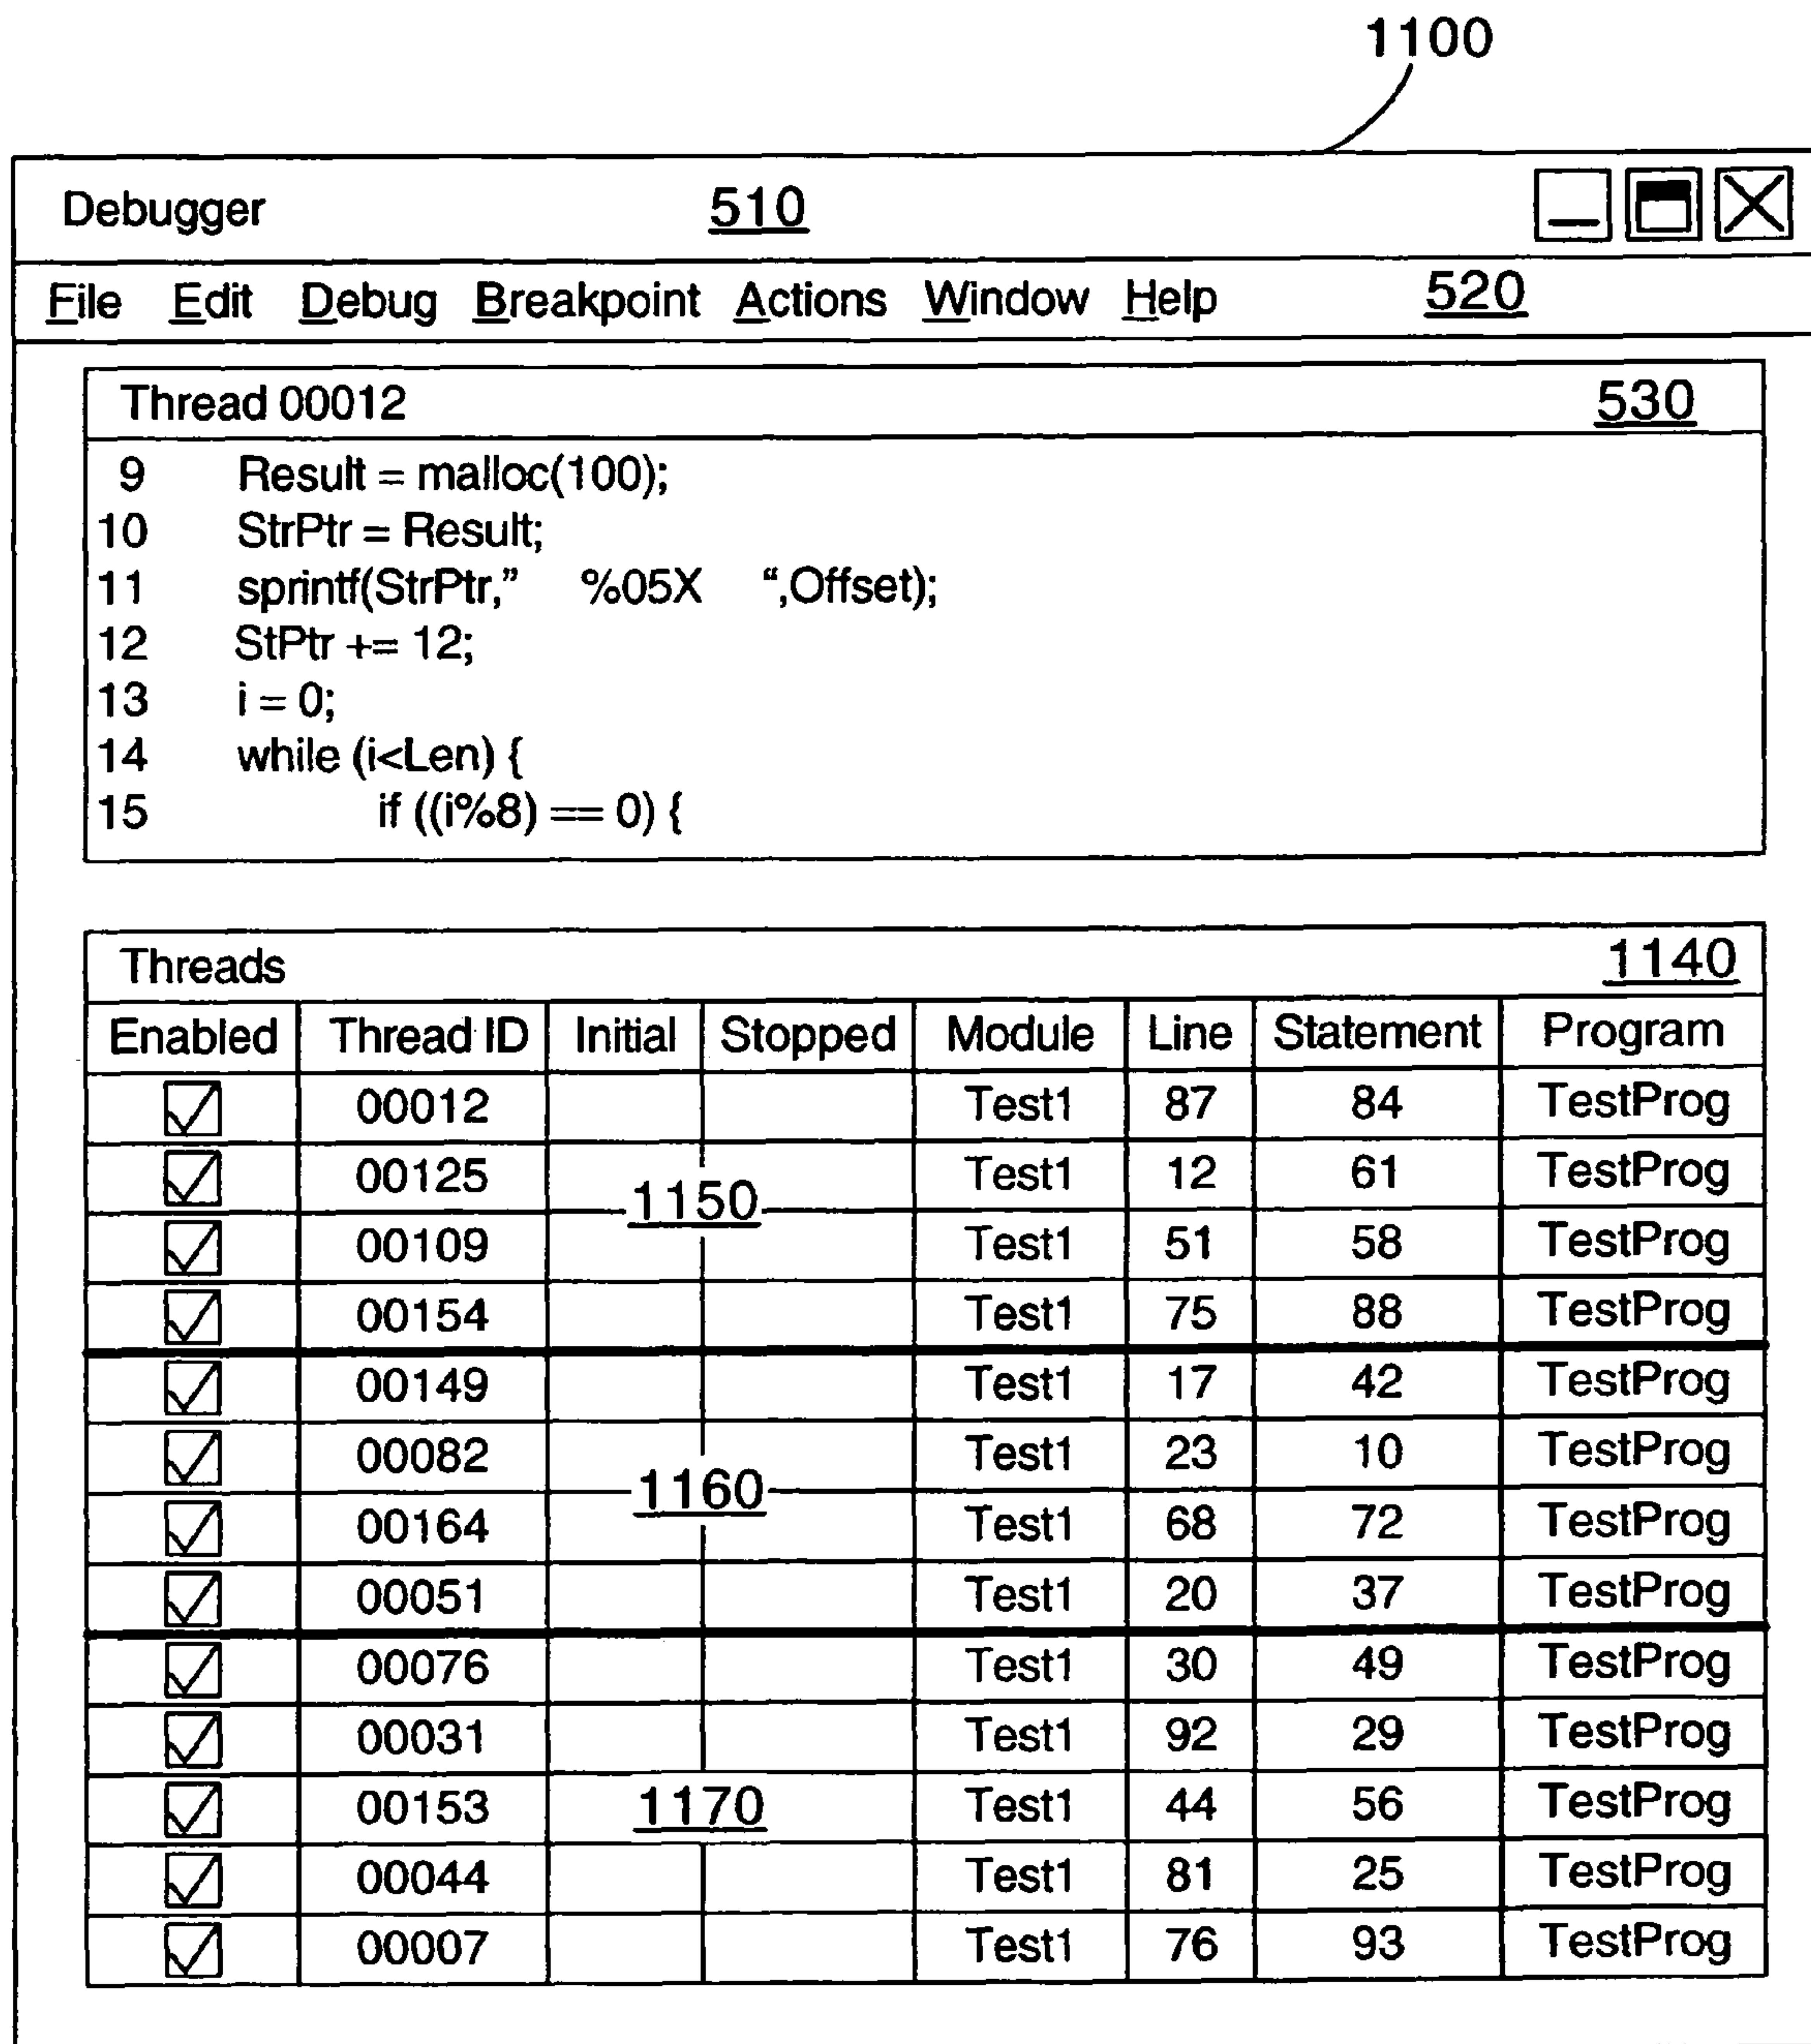 1100
Debugger 510
File Edit Debug Breakpoint Actions Window Help 520
Thread 00012 530
9 Result = malloc(100);
10 StrPtr = Result;
11 sprintf(StrPtr,” %05X “,Offset);
12 StPtr += 12;
13 i = 0;
14 while (i<Len) {
15 if ((i%8) == 0) {
Threads 1140
Enabled Thread ID Initial Stopped Module Line Statement Program
00012 Test1 87 84 TestProg
00125 Test1 12 61 TestProg
1150
00109 Test1 51 58 TestProg
00154 Test1 75 88 TestProg
00149 Test1 17 42 TestProg
00082 Test1 23 10 TestProg
1160
00164 Test1 68 72 TestProg
00051 Test1 20 37 TestProg
00076 Test1 30 49 TestProg
00031 Test1 92 29 TestProg
00153 1170 Test1 44 56 TestProg
00044 Test1 81 25 TestProg
00007 Test1 76 93 TestProg